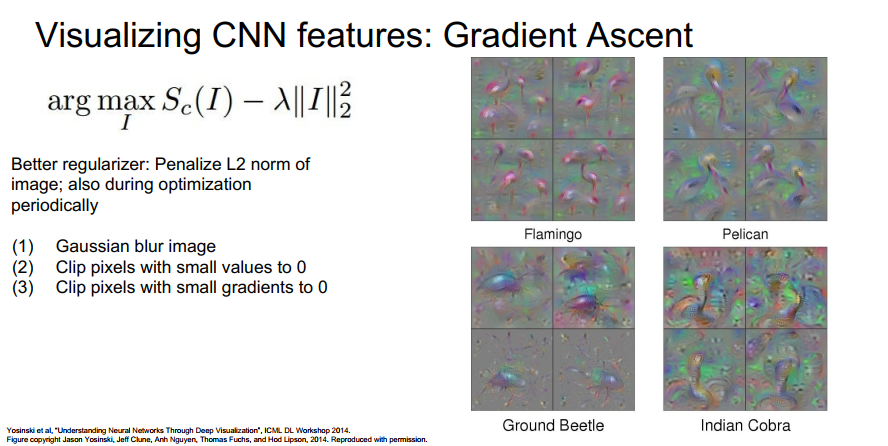 Visualizing CNN features: Gradient Ascent
arg max_I S_c(I) − λ‖I‖₂²
Better regularizer: Penalize L2 norm of
image; also during optimization
periodically
(1) Gaussian blur image
(2) Clip pixels with small values to 0
(3) Clip pixels with small gradients to 0
Flamingo
Pelican
Ground Beetle
Indian Cobra
Yosinski et al, "Understanding Neural Networks Through Deep Visualization", ICML DL Workshop 2014.
Figure copyright Jason Yosinski, Jeff Clune, Anh Nguyen, Thomas Fuchs, and Hod Lipson, 2014. Reproduced with permission.